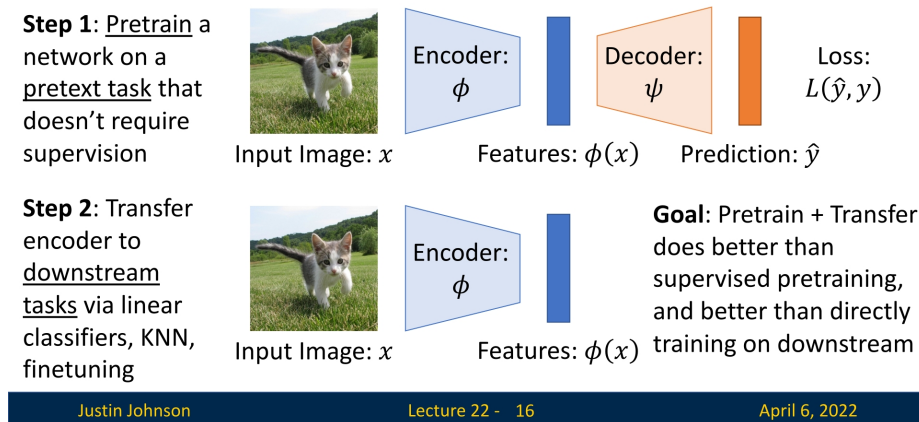 Step 1: Pretrain a
network on a
pretext task that
doesn't require
supervision
Encoder:
ϕ
Decoder:
ψ
Loss:
L(ŷ, y)
Input Image: x
Features: ϕ(x)
Prediction: ŷ
Step 2: Transfer
encoder to
downstream
tasks via linear
classifiers, KNN,
finetuning
Encoder:
ϕ
Input Image: x
Features: ϕ(x)
Goal: Pretrain + Transfer
does better than
supervised pretraining,
and better than directly
training on downstream
Justin Johnson
Lecture 22 - 16
April 6, 2022